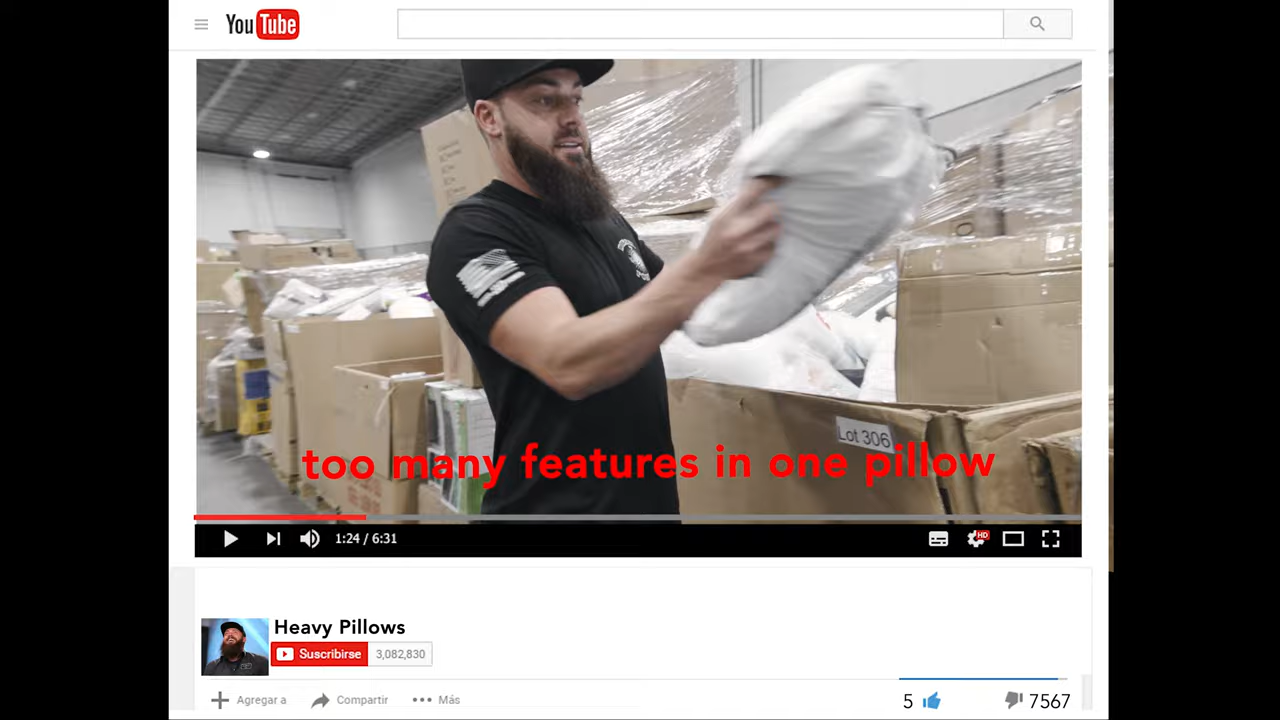 YouTube
Lot 306
too many features in one pillow
1:24 / 6:31
HD
Heavy Pillows
Suscribirse 3,082,830
Agregar a Compartir Más
5 7567